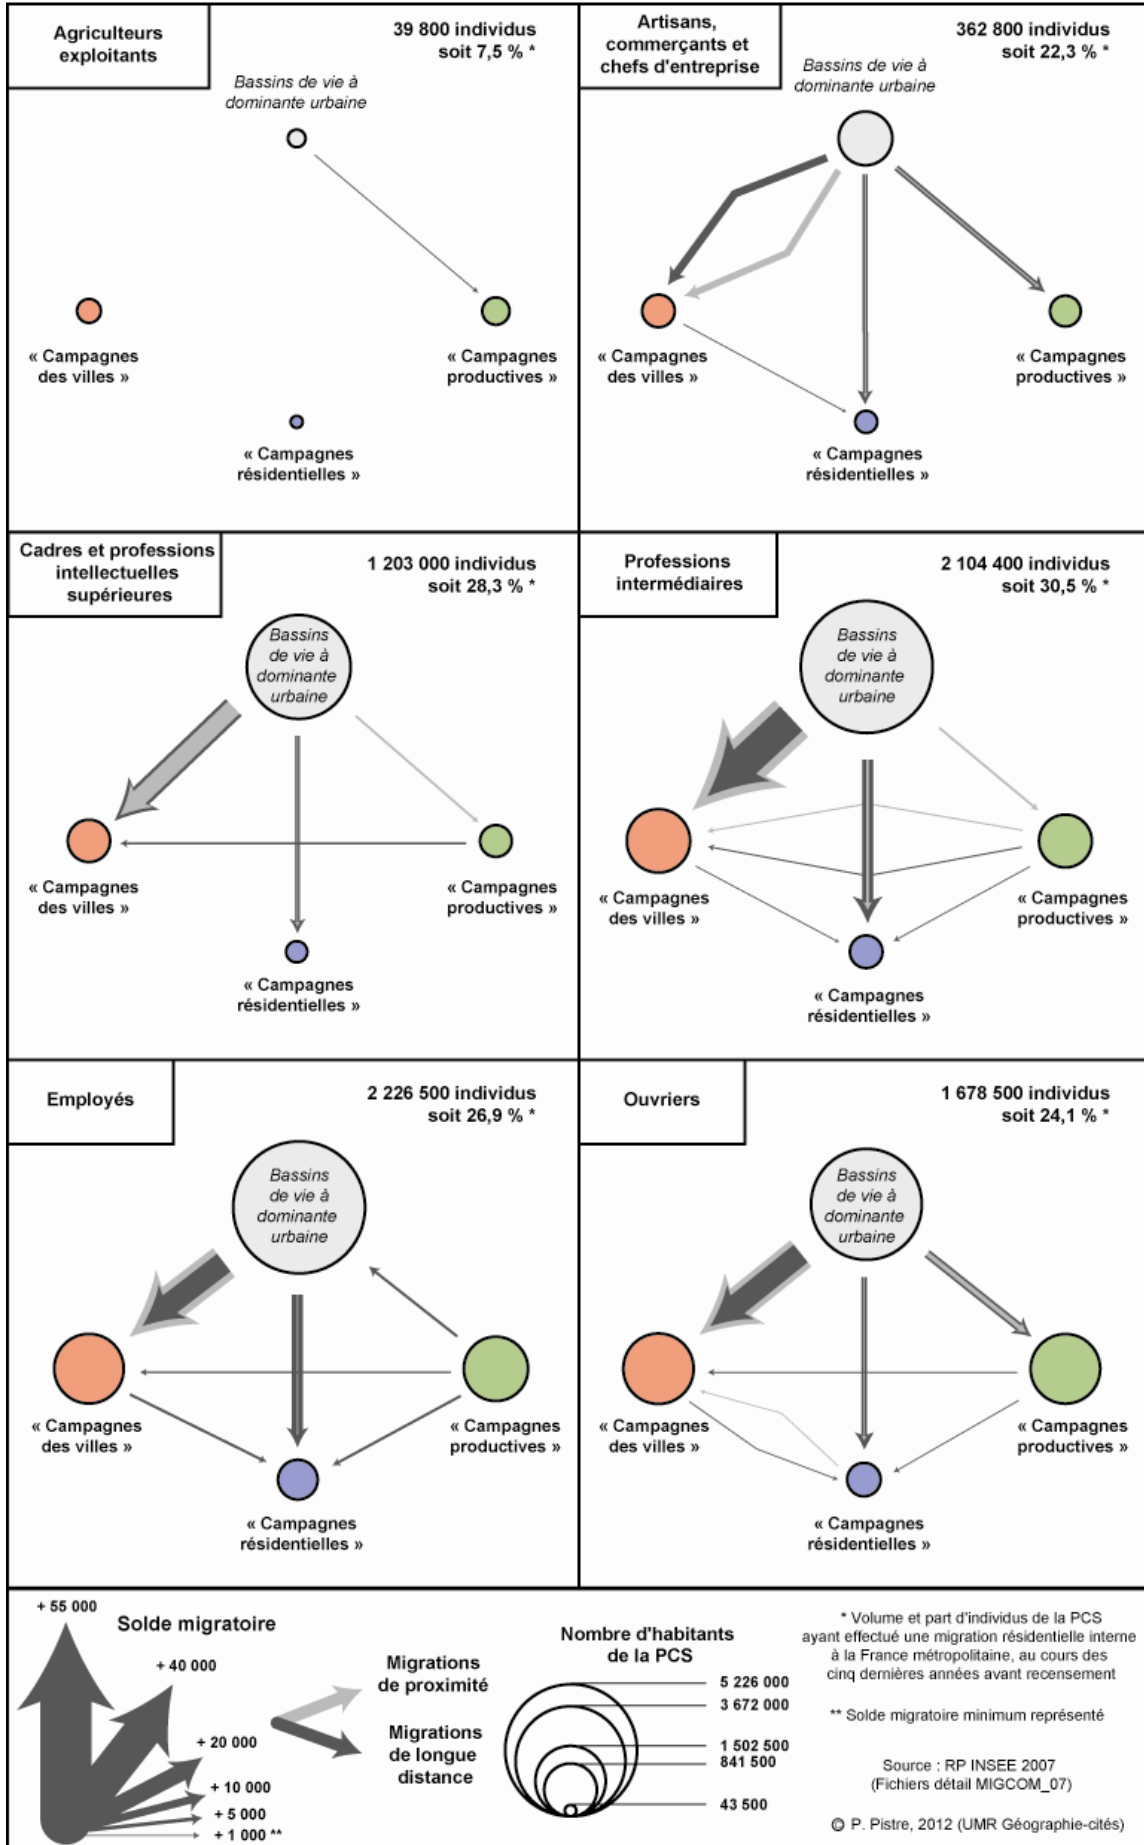 Agriculteurs
exploitants
39 800 individus
soit 7,5 % *
Bassins de vie à
dominante urbaine
« Campagnes
des villes »
« Campagnes
productives »
« Campagnes
résidentielles »
Artisans,
commerçants et
chefs d'entreprise
362 800 individus
soit 22,3 % *
Bassins de vie à
dominante urbaine
« Campagnes
des villes »
« Campagnes
productives »
« Campagnes
résidentielles »
Cadres et professions
intellectuelles
supérieures
1 203 000 individus
soit 28,3 % *
Bassins
de vie à
dominante
urbaine
« Campagnes
des villes »
« Campagnes
productives »
« Campagnes
résidentielles »
Professions
intermédiaires
2 104 400 individus
soit 30,5 % *
Bassins
de vie à
dominante
urbaine
« Campagnes
des villes »
« Campagnes
productives »
« Campagnes
résidentielles »
Employés
2 226 500 individus
soit 26,9 % *
Bassins
de vie à
dominante
urbaine
« Campagnes
des villes »
« Campagnes
productives »
« Campagnes
résidentielles »
Ouvriers
1 678 500 individus
soit 24,1 % *
Bassins
de vie à
dominante
urbaine
« Campagnes
des villes »
« Campagnes
productives »
« Campagnes
résidentielles »
Solde migratoire
+ 55 000
+ 40 000
+ 20 000
+ 10 000
+ 5 000
+ 1 000 **
Migrations
de proximité
Migrations
de longue
distance
Nombre d'habitants
de la PCS
5 226 000
3 672 000
1 502 500
841 500
43 500
* Volume et part d'individus de la PCS
ayant effectué une migration résidentielle interne
à la France métropolitaine, au cours des
cinq dernières années avant recensement
** Solde migratoire minimum représenté
Source : RP INSEE 2007
(Fichiers détail MIGCOM_07)
© P. Pistre, 2012 (UMR Géographie-cités)